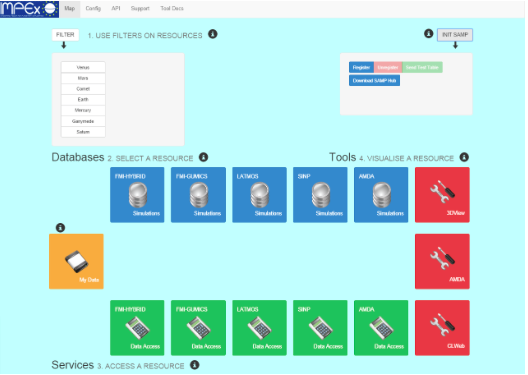 IMPEx Map Config API Support Tool Docs
FILTER 1. USE FILTERS ON RESOURCES INIT SAMP
Venus
Mars
Comet
Earth
Mercury
Ganymede
Saturn
Register Unregister Send Test Table
Download SAMP Hub
Databases 2. SELECT A RESOURCE Tools 4. VISUALISE A RESOURCE
FMI-HYBRID FMI-GUMICS LATMOS SINP AMDA
Simulations Simulations Simulations Simulations Simulations 3DView
My Data AMDA
FMI-HYBRID FMI-GUMICS LATMOS SINP AMDA
Data Access Data Access Data Access Data Access Data Access CLWeb
Services 3. ACCESS A RESOURCE